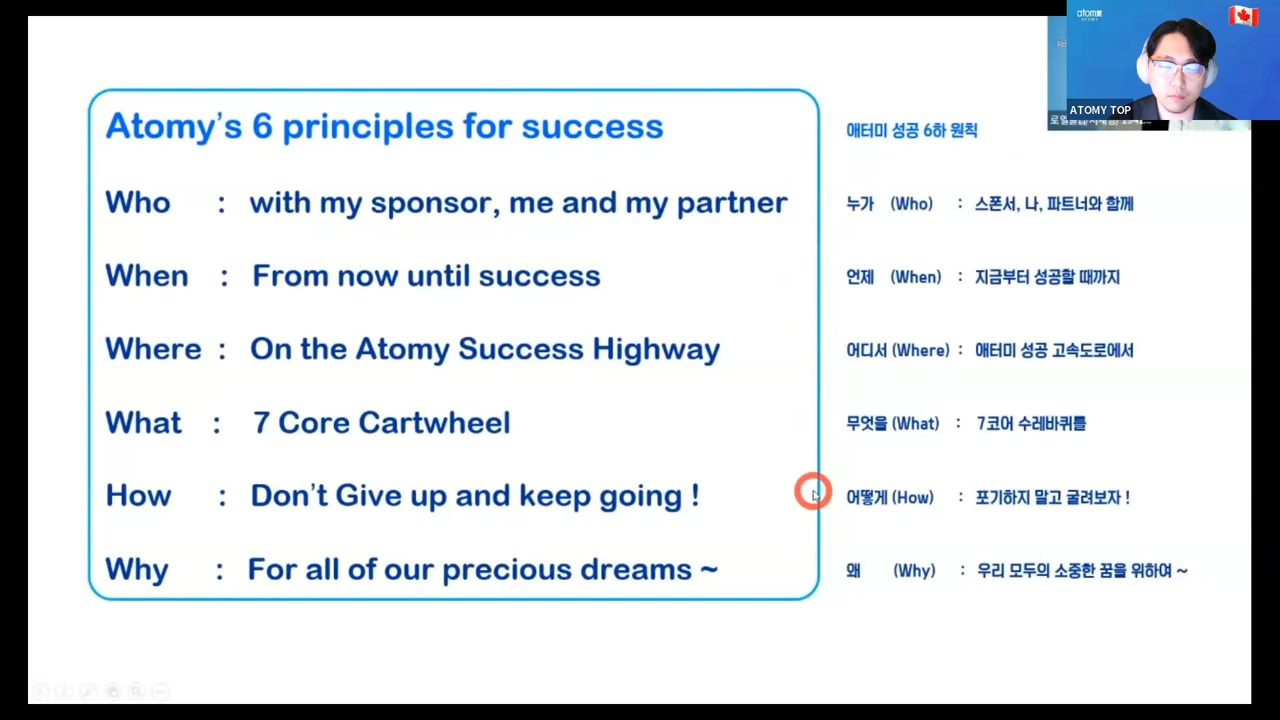 Atomy's 6 principles for success
Who : with my sponsor, me and my partner
When : From now until success
Where : On the Atomy Success Highway
What : 7 Core Cartwheel
How : Don't Give up and keep going !
Why : For all of our precious dreams ~
애터미 성공 6하 원칙
누가 (Who) : 스폰서, 나, 파트너와 함께
언제 (When) : 지금부터 성공할 때까지
어디서 (Where) : 애터미 성공 고속도로에서
무엇을 (What) : 7코어 수레바퀴를
어떻게 (How) : 포기하지 말고 굴려보자 !
왜 (Why) : 우리 모두의 소중한 꿈을 위하여 ~
atom美
ATOMY
ATOMY TOP